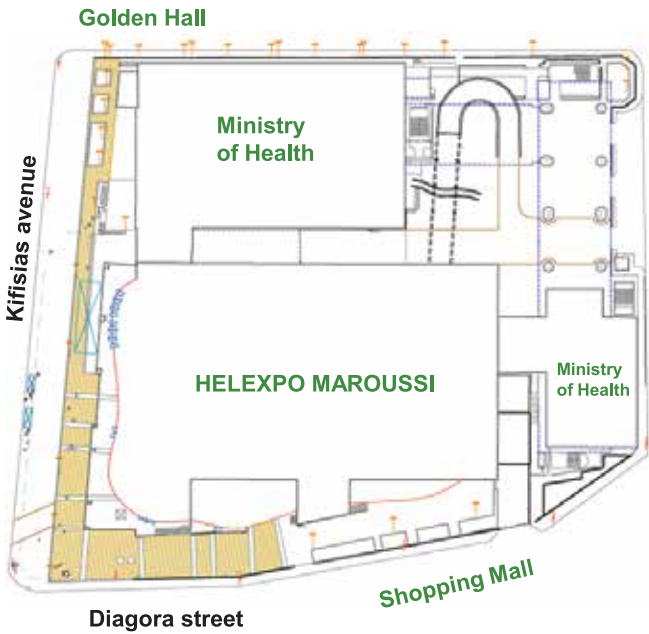 Golden Hall
Ministry
of Health
Kifisias avenue
HELEXPO MAROUSSI
Ministry
of Health
Shopping Mall
Diagora street